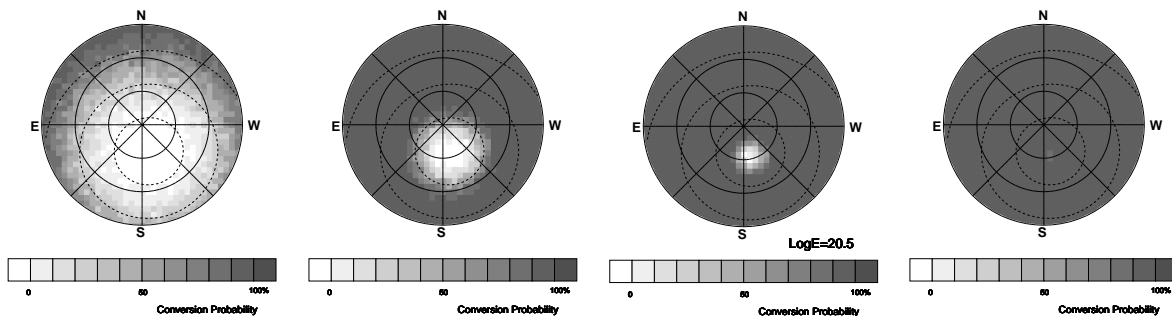 N N N N
E W E W E W E W
S S S S
LogE=20.5
0 50 100% 0 50 100% 0 50 100% 0 50 100%
Conversion Probability Conversion Probability Conversion Probability Conversion Probability